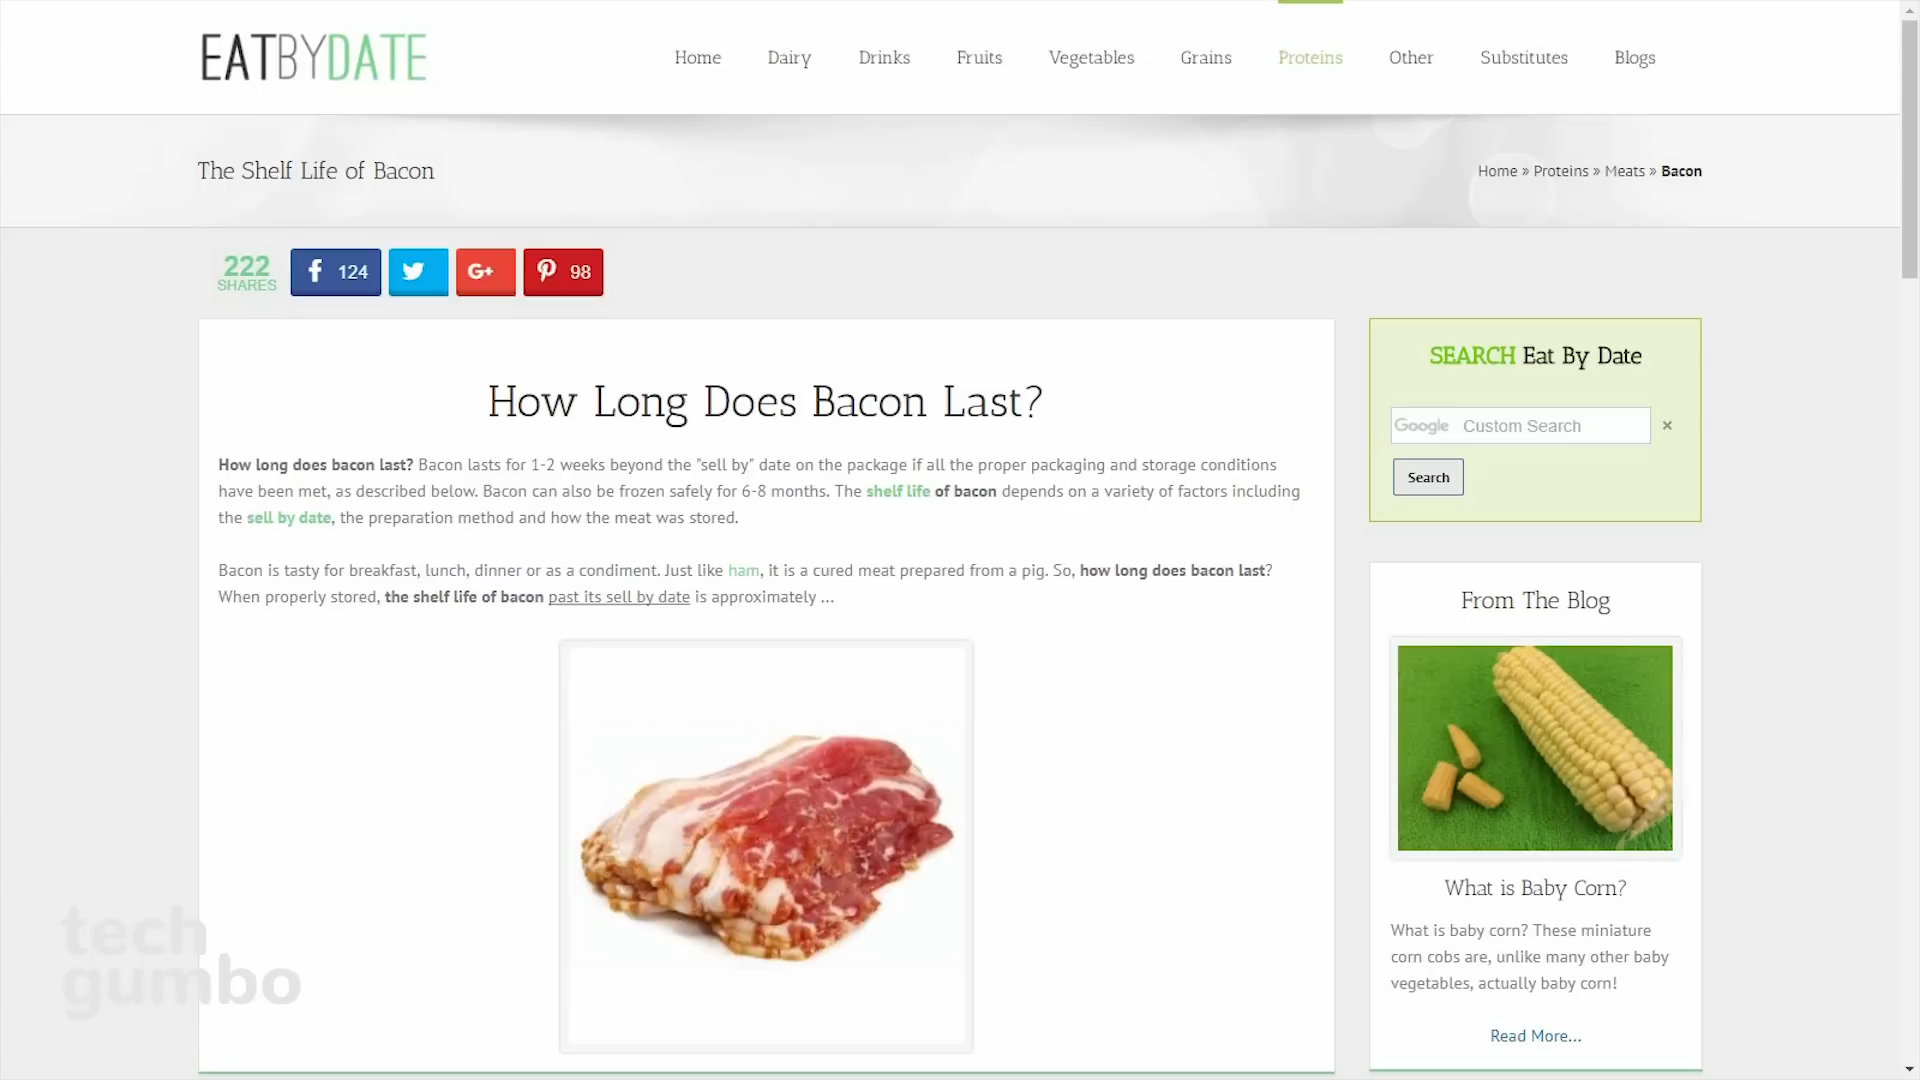 EATBYDATE
Home Dairy Drinks Fruits Vegetables Grains Proteins Other Substitutes Blogs
The Shelf Life of Bacon
Home » Proteins » Meats » Bacon
222
SHARES
124
G+
98
How Long Does Bacon Last?
How long does bacon last? Bacon lasts for 1-2 weeks beyond the "sell by" date on the package if all the proper packaging and storage conditions
have been met, as described below. Bacon can also be frozen safely for 6-8 months. The shelf life of bacon depends on a variety of factors including
the sell by date, the preparation method and how the meat was stored.
Bacon is tasty for breakfast, lunch, dinner or as a condiment. Just like ham, it is a cured meat prepared from a pig. So, how long does bacon last?
When properly stored, the shelf life of bacon past its sell by date is approximately ...
SEARCH Eat By Date
Google Custom Search ×
Search
From The Blog
What is Baby Corn?
What is baby corn? These miniature
corn cobs are, unlike many other baby
vegetables, actually baby corn!
Read More...
tech
gumbo